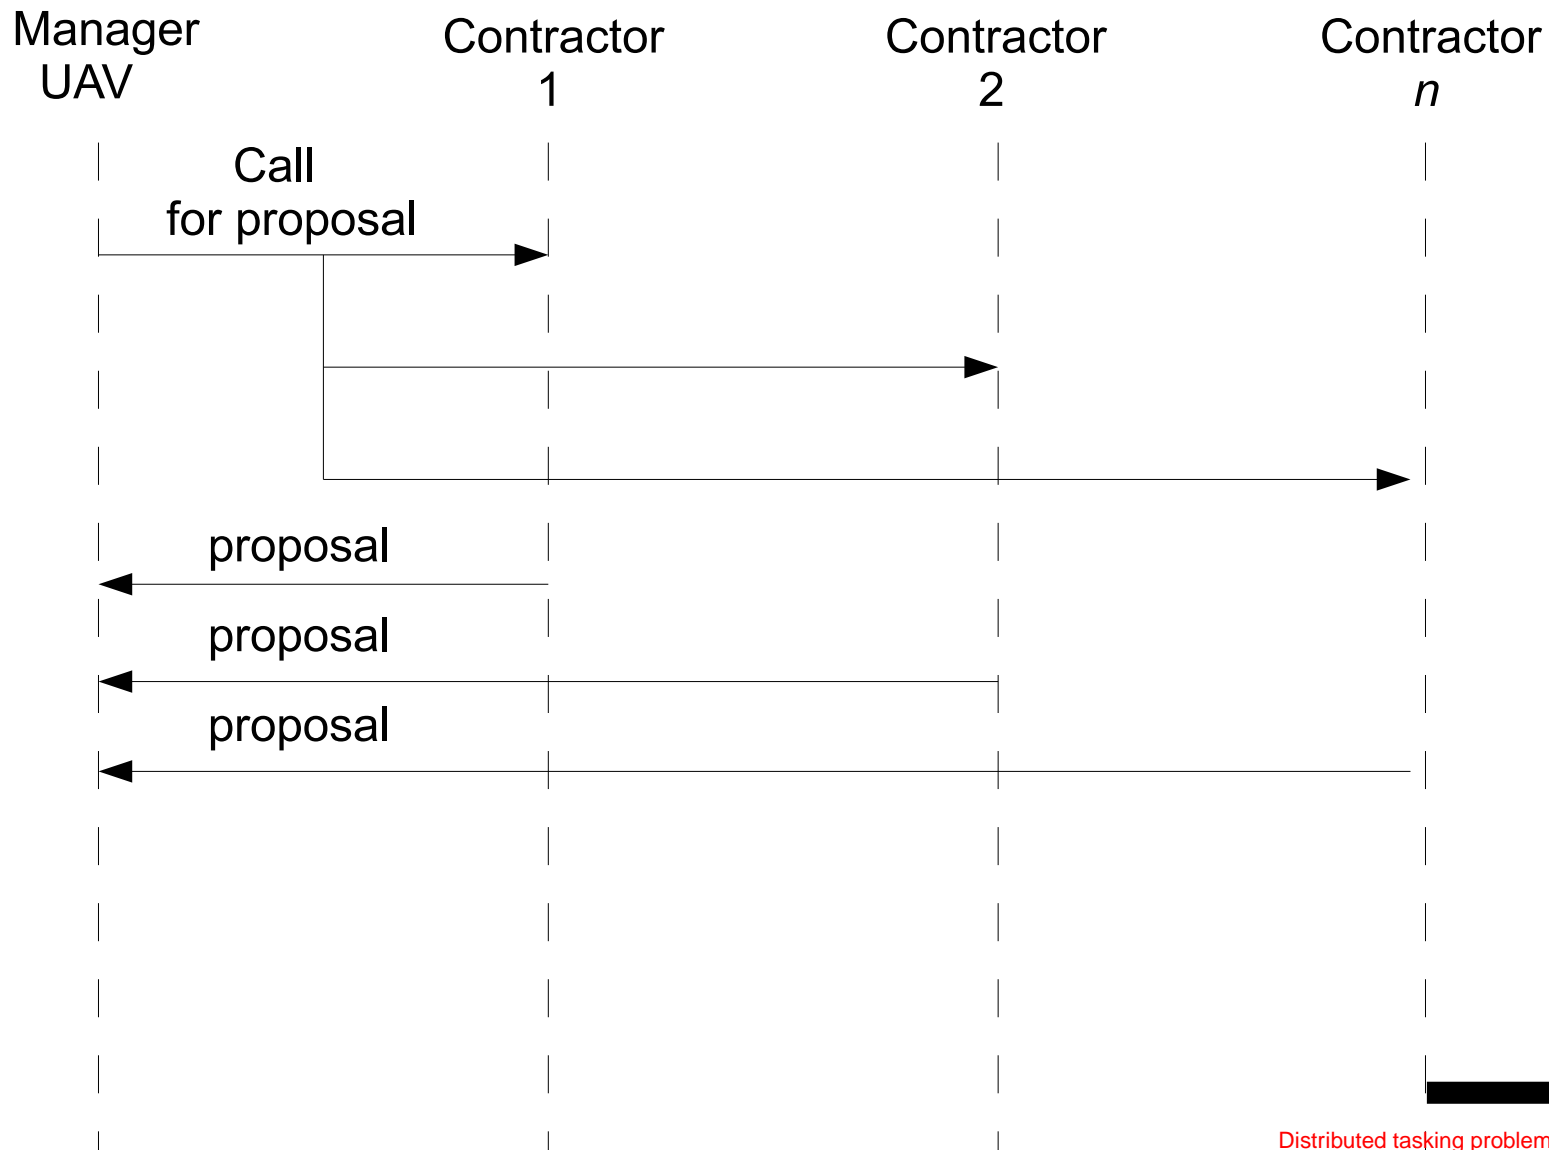 Manager
UAV
Contractor
1
Contractor
2
Contractor
n
Call
for proposal
proposal
proposal
proposal
Distributed tasking problem